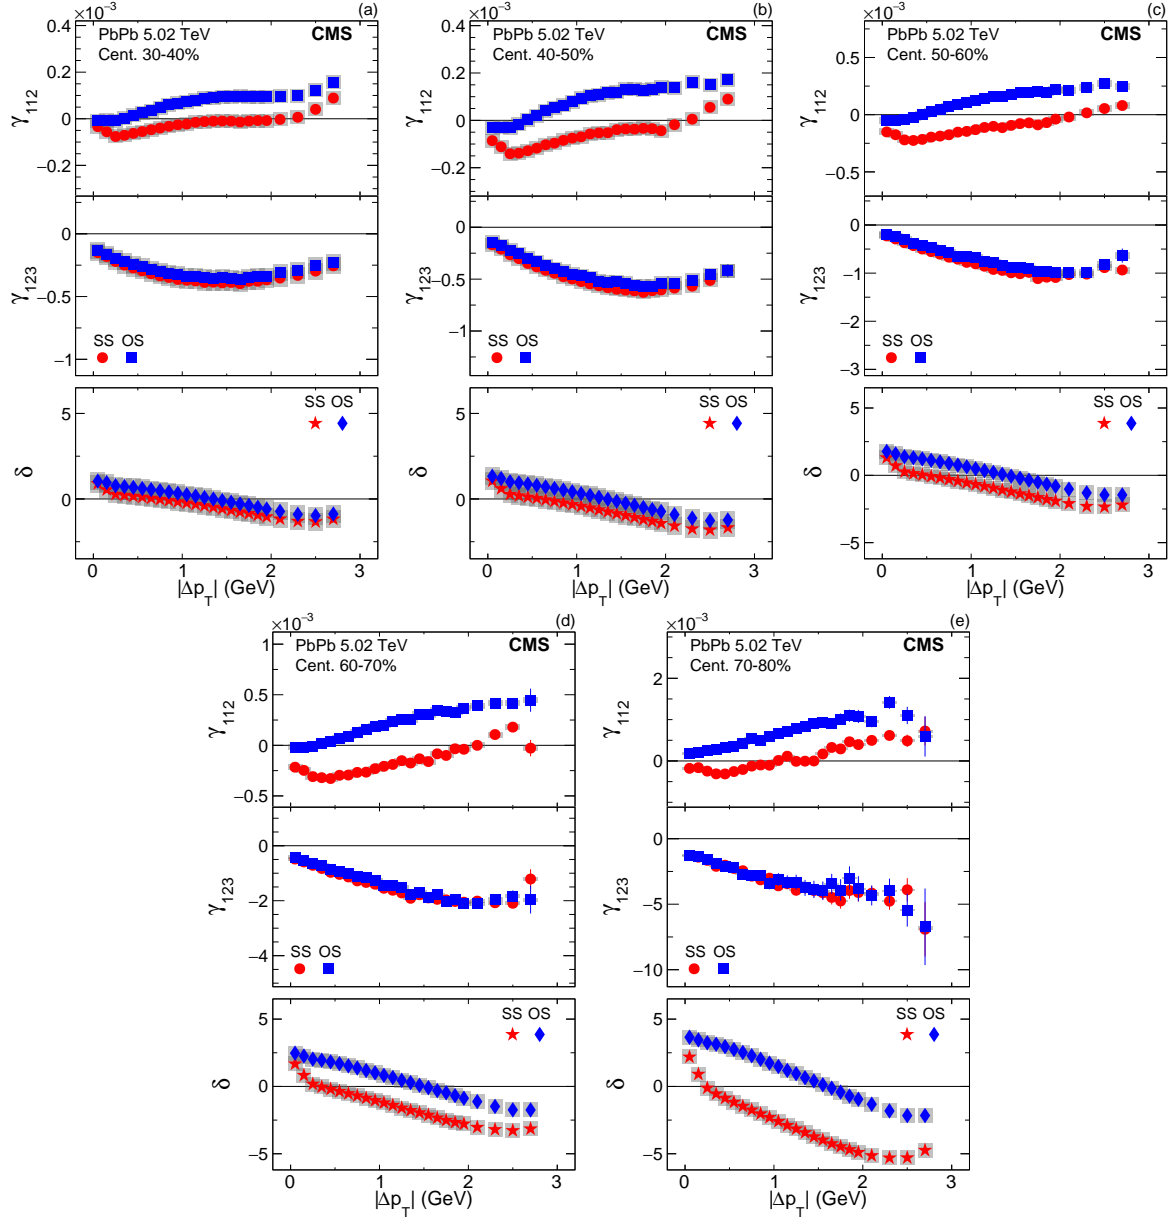 ×10⁻³ (a)
PbPb 5.02 TeV CMS
Cent. 30-40%
γ₁₁₂
0.4
0.2
0
−0.2
γ₁₂₃
0
−0.5
−1
SS OS
δ
SS OS
5
0
0 1 2 3
|Δp_T| (GeV)
×10⁻³ (b)
PbPb 5.02 TeV CMS
Cent. 40-50%
γ₁₁₂
0.4
0.2
0
−0.2
γ₁₂₃
0
−0.5
−1
SS OS
δ
SS OS
5
0
0 1 2 3
|Δp_T| (GeV)
×10⁻³ (c)
PbPb 5.02 TeV CMS
Cent. 50-60%
γ₁₁₂
0.5
0
−0.5
γ₁₂₃
0
−1
−2
−3
SS OS
δ
SS OS
5
0
−5
0 1 2 3
|Δp_T| (GeV)
×10⁻³ (d)
PbPb 5.02 TeV CMS
Cent. 60-70%
γ₁₁₂
1
0.5
0
−0.5
γ₁₂₃
0
−2
−4
SS OS
δ
SS OS
5
0
−5
0 1 2 3
|Δp_T| (GeV)
×10⁻³ (e)
PbPb 5.02 TeV CMS
Cent. 70-80%
γ₁₁₂
2
0
γ₁₂₃
0
−5
−10
SS OS
δ
SS OS
5
0
−5
0 1 2 3
|Δp_T| (GeV)